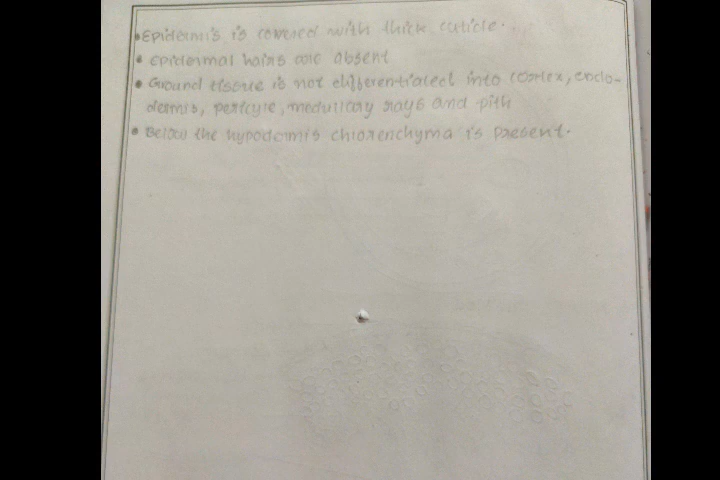 • Epidermis is covered with thick cuticle.
• epidermal hairs are absent
• Ground tissue is not differentiated into cortex, endo-
dermis, pericycle, medullary rays and pith
• Below the hypodermis chlorenchyma is present.